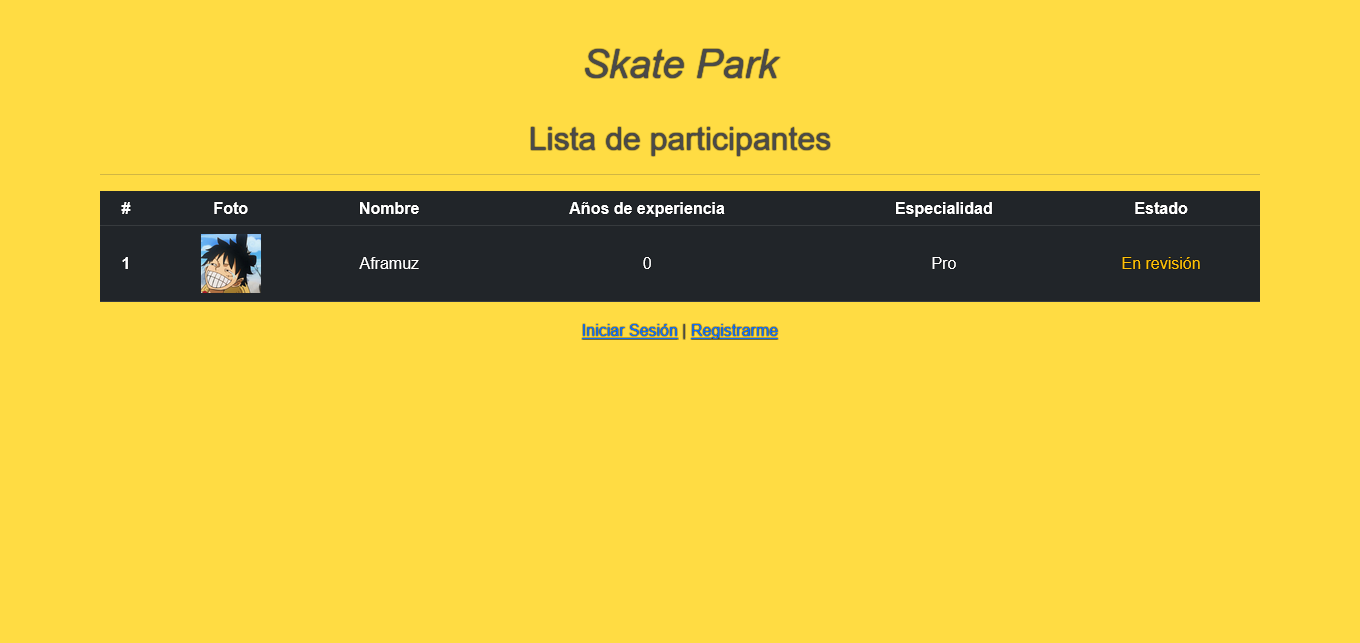 Skate Park
Lista de participantes
# Foto Nombre Años de experiencia Especialidad Estado
1 Aframuz 0 Pro En revisión
Iniciar Sesión | Registrarme